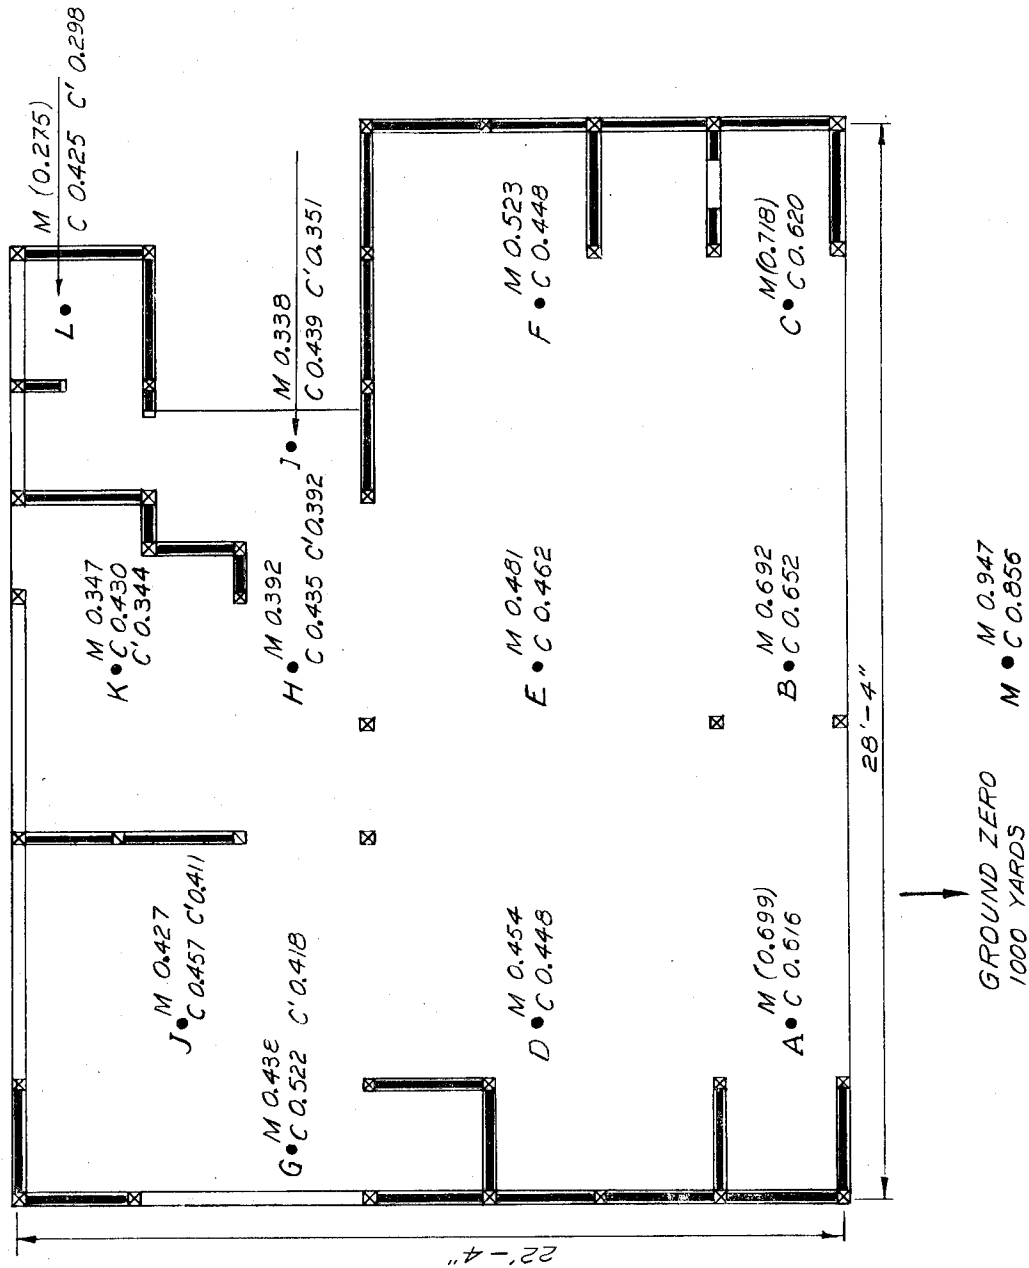 M (0.275)
L
C 0.425 C' 0.298
M 0.347
K C 0.430
C' 0.344
M 0.427
J C 0.457 C' 0.411
M 0.438
G C 0.522 C' 0.418
M 0.392
H C 0.435 C' 0.392
M 0.338
I
C 0.439 C' 0.351
22'-4"
M 0.454
D C 0.448
M 0.481
E C 0.462
M 0.523
F C 0.448
M (0.699)
A C 0.616
M 0.692
B C 0.652
M (0.718)
C C 0.620
28'-4"
GROUND ZERO
1000 YARDS
M 0.947
M C 0.856